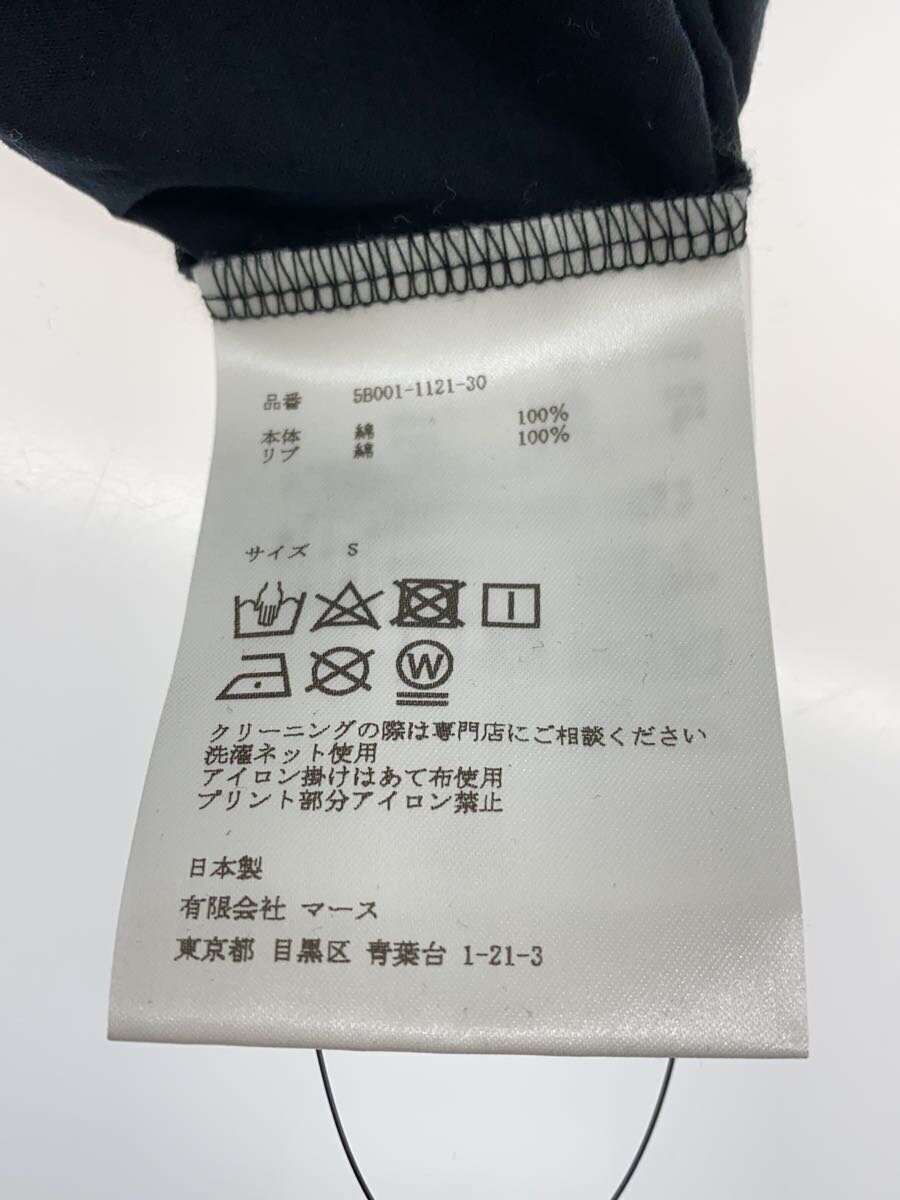 品番 5B001-1121-30
本体 綿 100%
リブ 綿 100%
サイズ S
W
クリーニングの際は専門店にご相談ください
洗濯ネット使用
アイロン掛けはあて布使用
プリント部分アイロン禁止
日本製
有限会社 マース
東京都 目黒区 青葉台 1-21-3